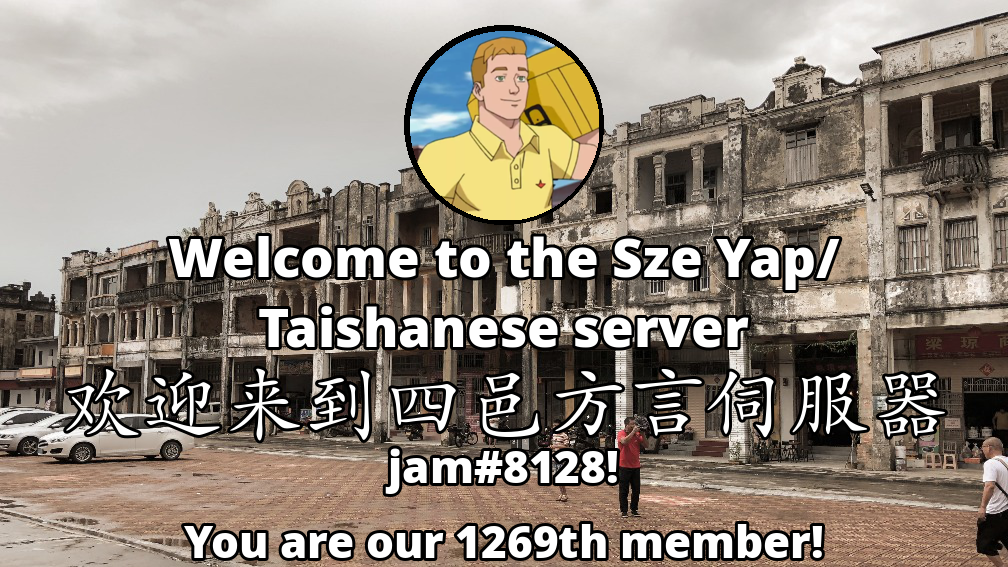 Welcome to the Sze Yap/
Taishanese server
欢迎来到四邑方言伺服器
jam#8128!
You are our 1269th member!